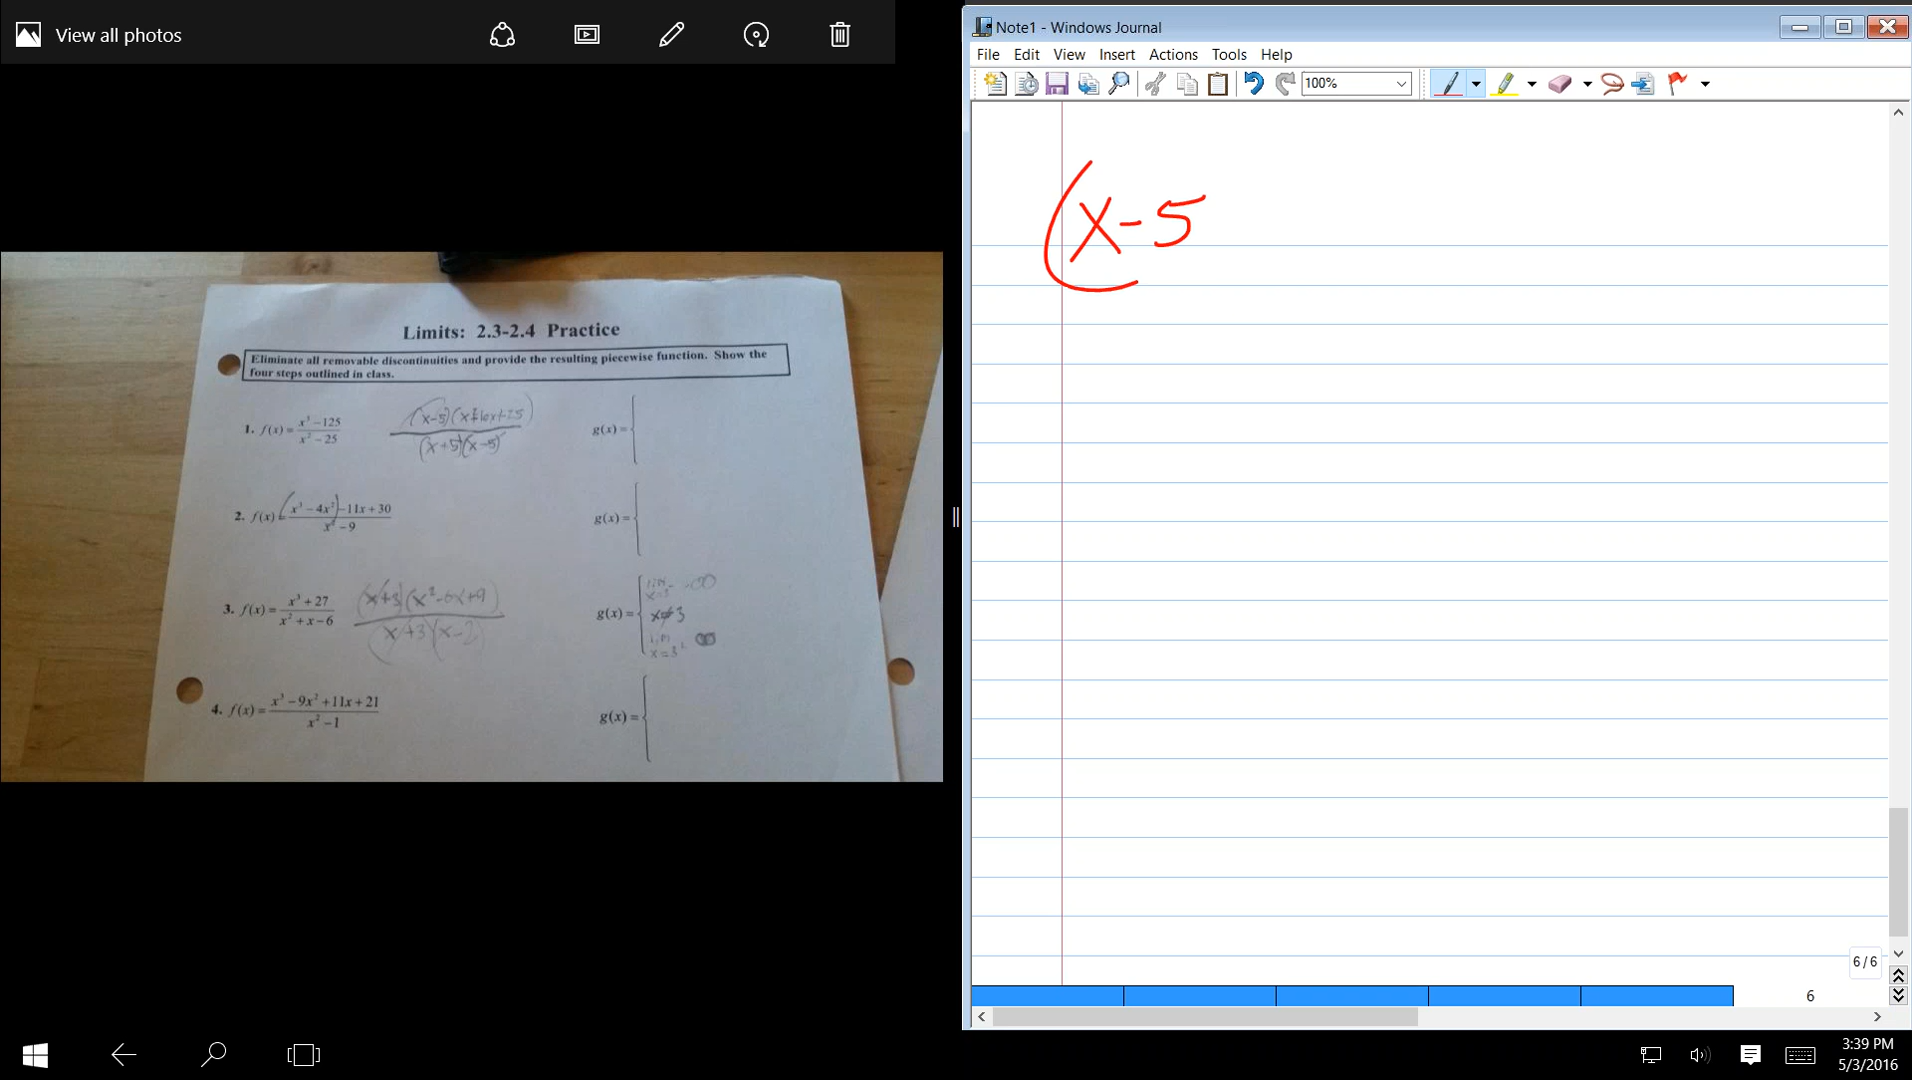 View all photos
Limits: 2.3-2.4 Practice
Eliminate all removable discontinuities and provide the resulting piecewise function. Show the
four steps outlined in class.
1. f(x) = x³ − 125 / x² − 25
(x-5)
(x+5)(x-5)
g(x) =
2. f(x) = (x³ − 4x²) − 11x + 30 / x² − 9
g(x) =
3. f(x) = x³ + 27 / x² + x − 6
(x+3)(x²-6x+9)
(x+3)(x-2)
g(x) =
x≠3
4. f(x) = x³ − 9x² + 11x + 21 / x² − 1
g(x) =
Note1 - Windows Journal
File Edit View Insert Actions Tools Help
100%
(x-5
6 / 6
6
3:39 PM
5/3/2016